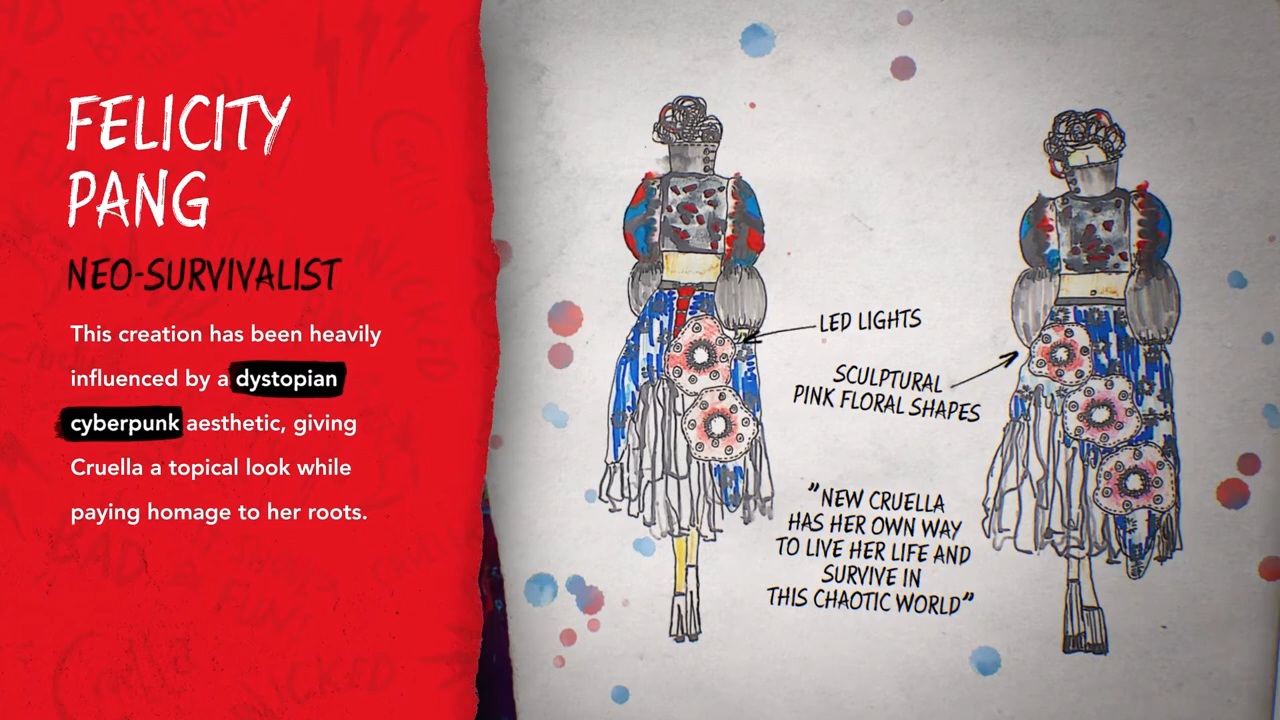 FELICITY
PANG
NEO-SURVIVALIST
This creation has been heavily
influenced by a dystopian
cyberpunk aesthetic, giving
Cruella a topical look while
paying homage to her roots.
LED LIGHTS
SCULPTURAL
PINK FLORAL SHAPES
"NEW CRUELLA
HAS HER OWN WAY
TO LIVE HER LIFE AND
SURVIVE IN
THIS CHAOTIC WORLD"